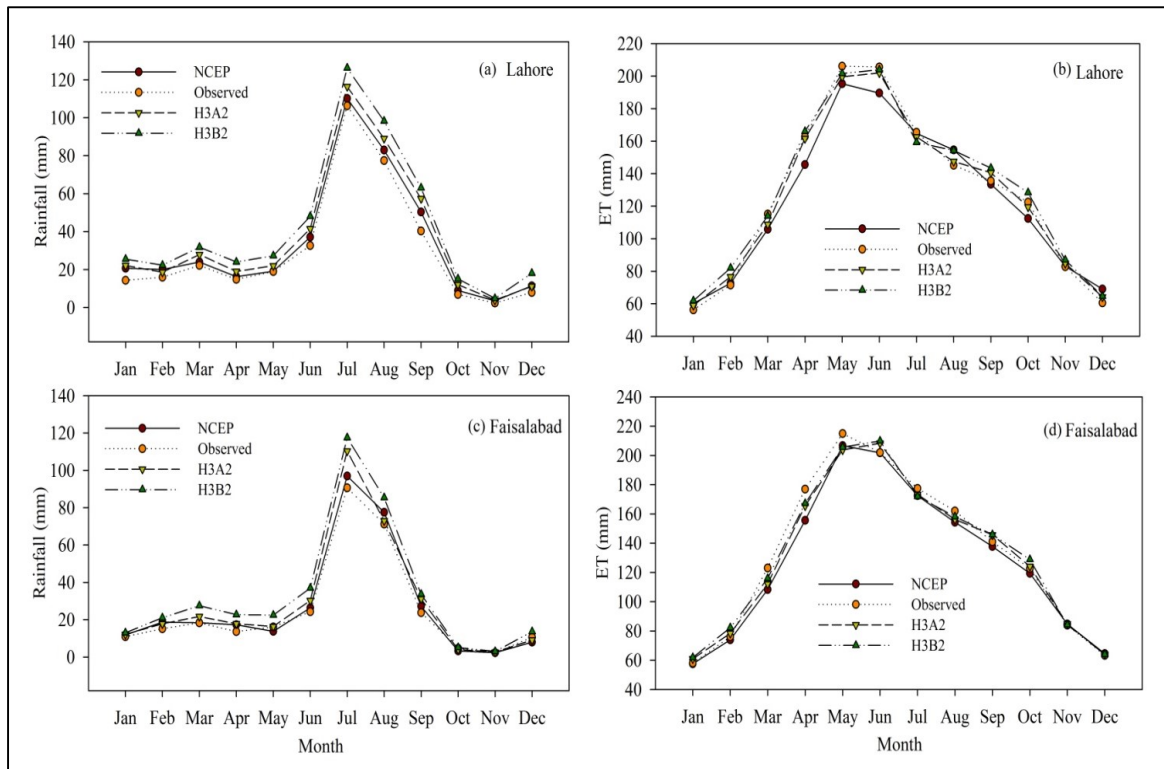 (a) Lahore
Rainfall (mm)
140
120
100
80
60
40
20
0
NCEP
Observed
H3A2
H3B2
Jan Feb Mar Apr May Jun Jul Aug Sep Oct Nov Dec
(b) Lahore
ET (mm)
220
200
180
160
140
120
100
80
60
40
NCEP
Observed
H3A2
H3B2
Jan Feb Mar Apr May Jun Jul Aug Sep Oct Nov Dec
(c) Faisalabad
Rainfall (mm)
140
120
100
80
60
40
20
0
NCEP
Observed
H3A2
H3B2
Jan Feb Mar Apr May Jun Jul Aug Sep Oct Nov Dec
Month
(d) Faisalabad
ET (mm)
240
220
200
180
160
140
120
100
80
60
40
NCEP
Observed
H3A2
H3B2
Jan Feb Mar Apr May Jun Jul Aug Sep Oct Nov Dec
Month